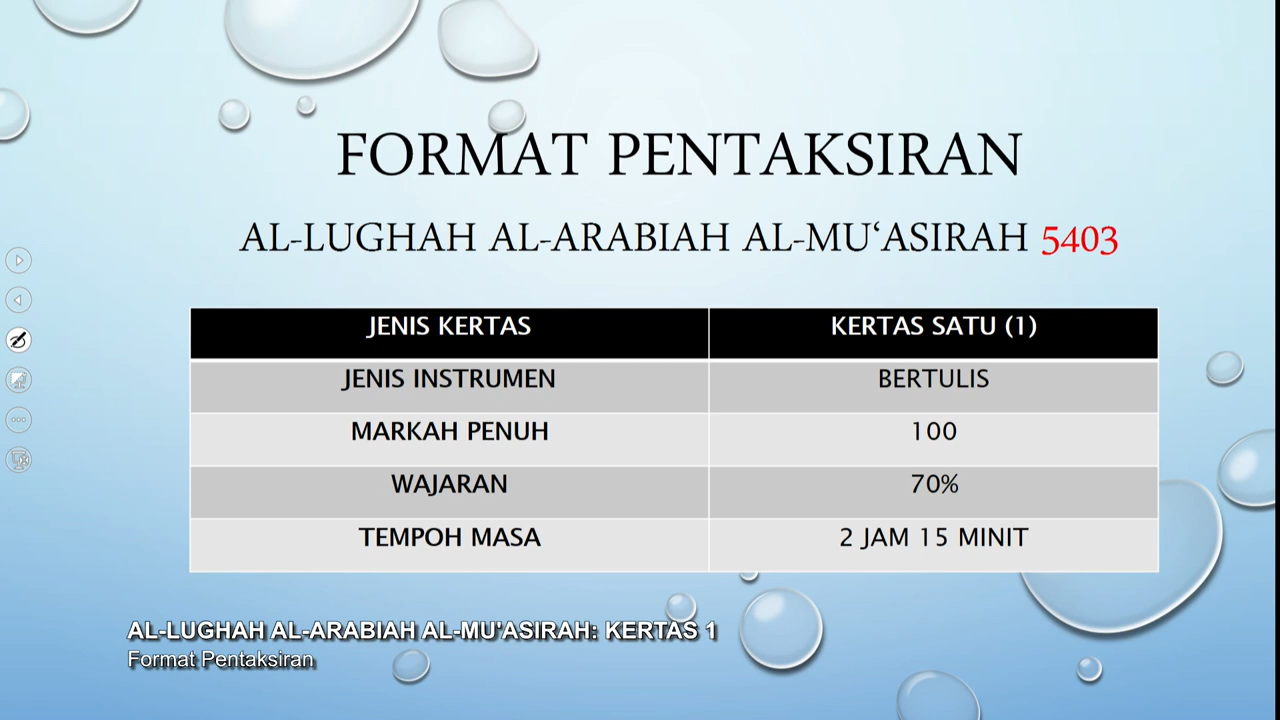 FORMAT PENTAKSIRAN
AL-LUGHAH AL-ARABIAH AL-MU‘ASIRAH 5403
JENIS KERTAS KERTAS SATU (1)
JENIS INSTRUMEN BERTULIS
MARKAH PENUH 100
WAJARAN 70%
TEMPOH MASA 2 JAM 15 MINIT
AL-LUGHAH AL-ARABIAH AL-MU'ASIRAH: KERTAS 1
Format Pentaksiran